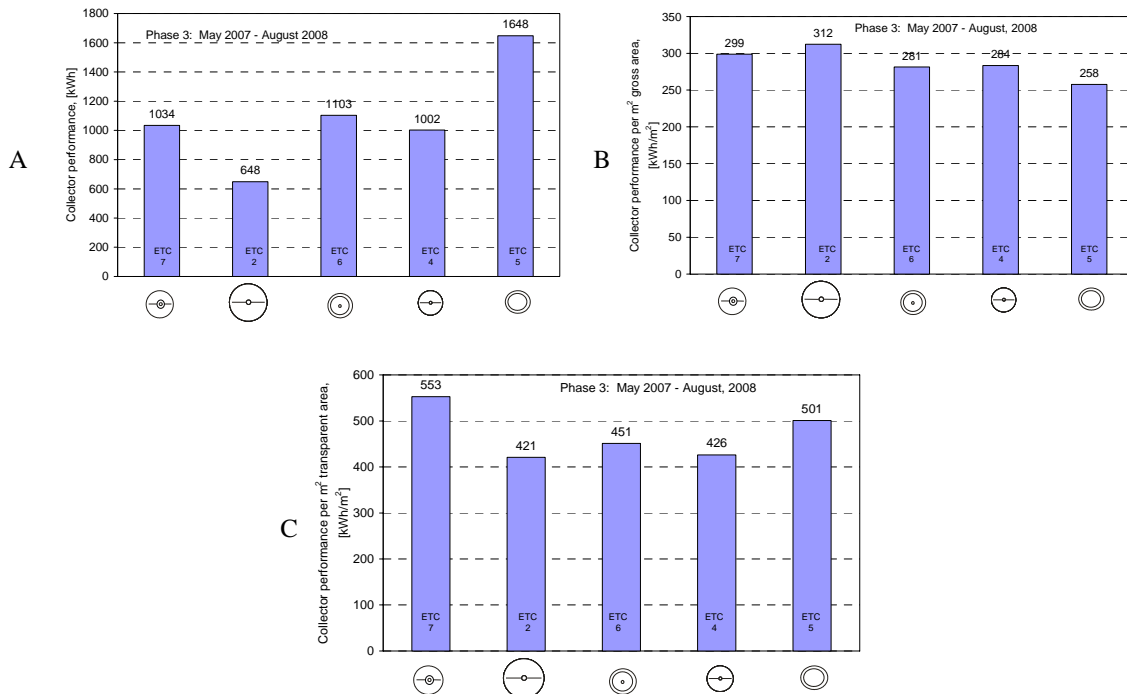 A
Collector performance, [kWh]
Phase 3: May 2007 - August 2008
1800
1600
1400
1200
1000
800
600
400
200
0
1034
648
1103
1002
1648
ETC
7
ETC
2
ETC
6
ETC
4
ETC
5
B
Collector performance per m² gross area,
[kWh/m²]
Phase 3: May 2007 - August, 2008
350
300
250
200
150
100
50
0
299
312
281
284
258
ETC
7
ETC
2
ETC
6
ETC
4
ETC
5
C
Collector performance per m² transparent area,
[kWh/m²]
Phase 3: May 2007 - August, 2008
600
500
400
300
200
100
0
553
421
451
426
501
ETC
7
ETC
2
ETC
6
ETC
4
ETC
5